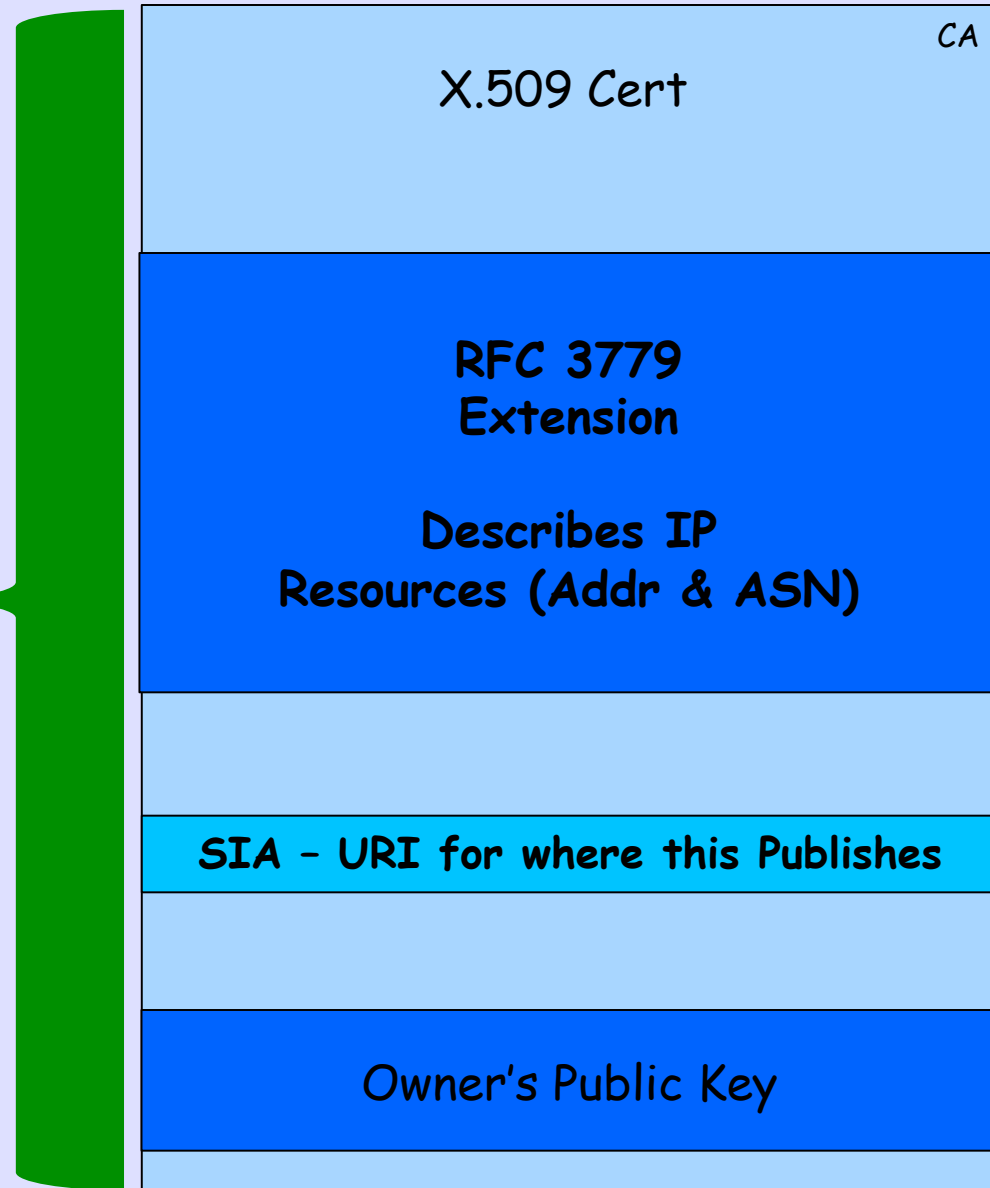 CA
X.509 Cert
RFC 3779
Extension
Describes IP
Resources (Addr & ASN)
SIA – URI for where this Publishes
Owner’s Public Key